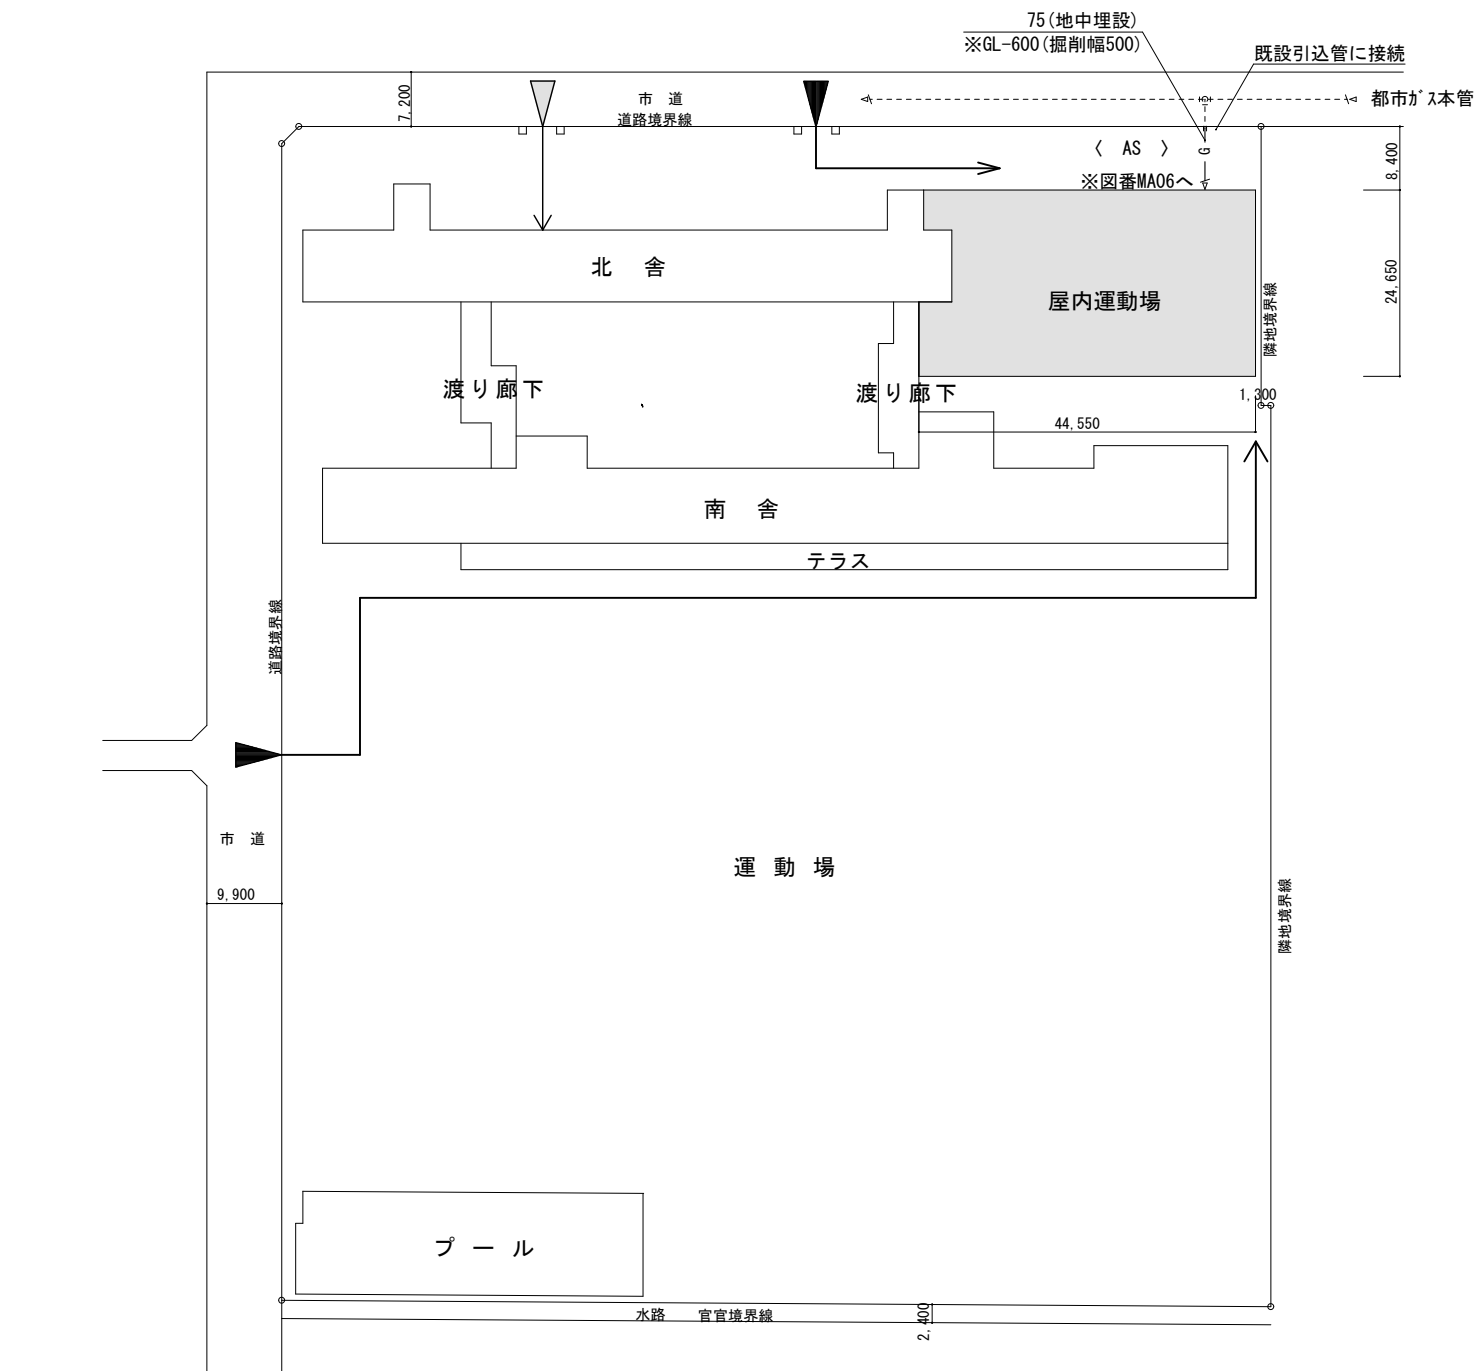 75(地中埋設)
※GL-600(掘削幅500)
既設引込管に接続
7,200
市 道
道路境界線
都市ガス本管
〈 AS 〉
G
8,400
※図番MA06へ
北 舎
屋内運動場
隣地境界線
24,650
渡り廊下
渡り廊下
1,300
44,550
南 舎
テラス
道路境界線
市 道
9,900
運 動 場
隣地境界線
プ ー ル
水路 官官境界線
2,400